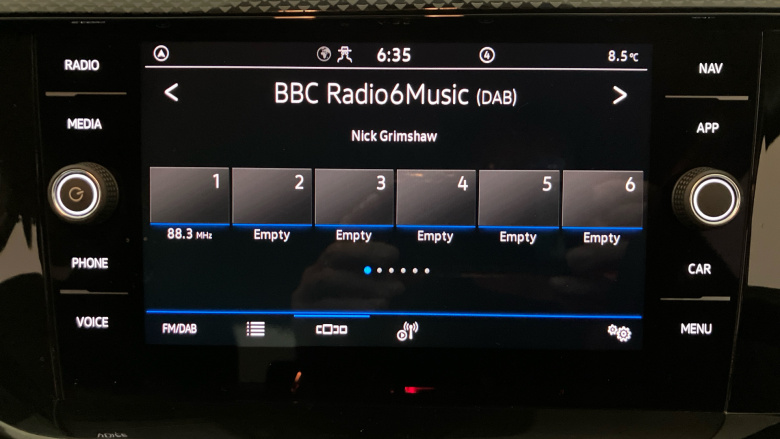 RADIO
MEDIA
PHONE
VOICE
6:35
4
8.5°C
< BBC Radio6Music (DAB) >
Nick Grimshaw
1 2 3 4 5 6
88.3 MHz Empty Empty Empty Empty Empty
FM/DAB
NAV
APP
CAR
MENU